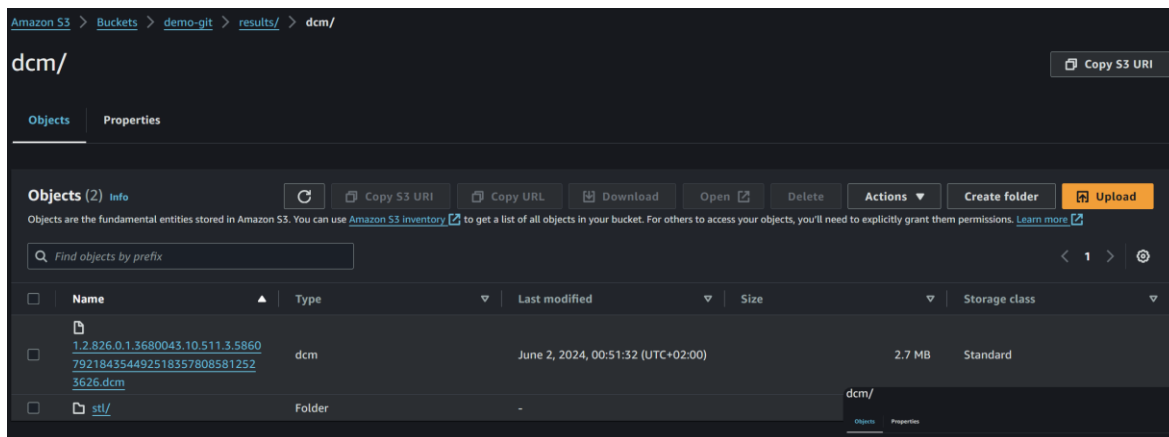 Amazon S3 > Buckets > demo-git > results/ > dcm/
dcm/
Copy S3 URI
Objects Properties
Objects (2) Info
Copy S3 URI Copy URL Download Open Delete Actions Create folder Upload
Objects are the fundamental entities stored in Amazon S3. You can use Amazon S3 inventory to get a list of all objects in your bucket. For others to access your objects, you'll need to explicitly grant them permissions. Learn more
Find objects by prefix
< 1 >
Name Type Last modified Size Storage class
1.2.826.0.1.3680043.10.511.3.5860
79218435449251835780858125​2
3626.dcm
dcm June 2, 2024, 00:51:32 (UTC+02:00) 2.7 MB Standard
stl/ Folder -
dcm/
Objects Properties